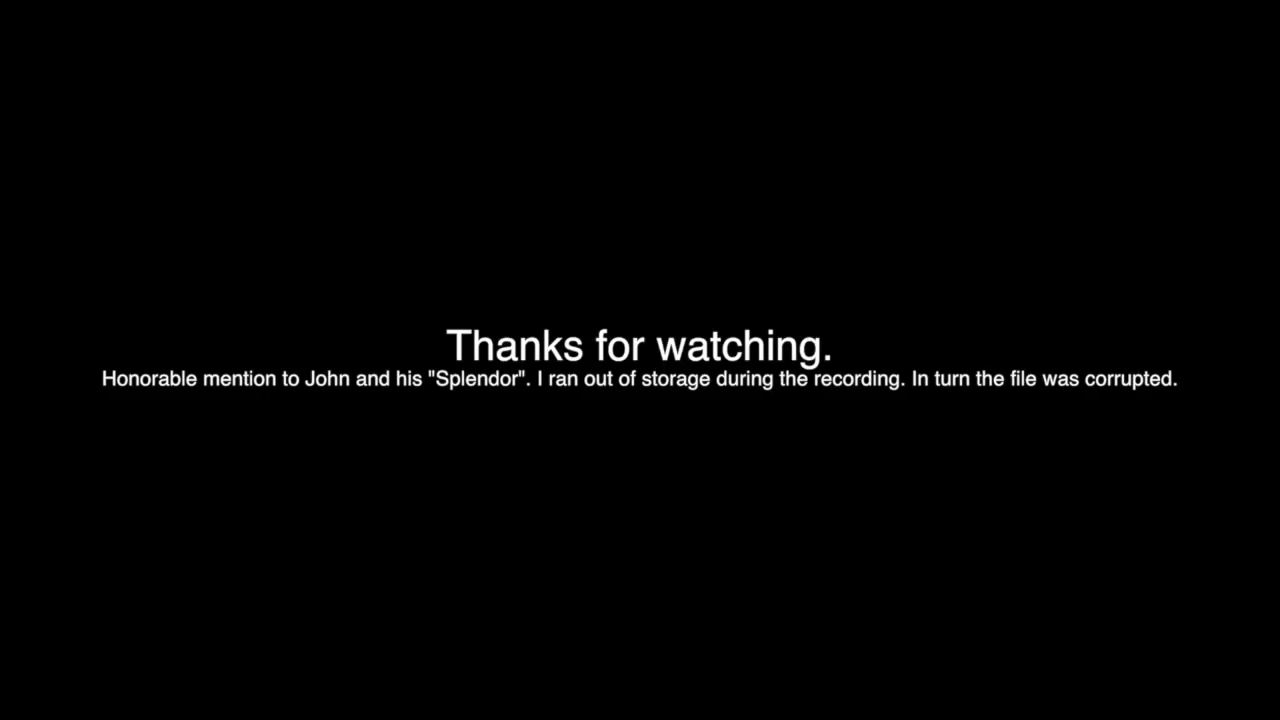 Thanks for watching.
Honorable mention to John and his "Splendor". I ran out of storage during the recording. In turn the file was corrupted.